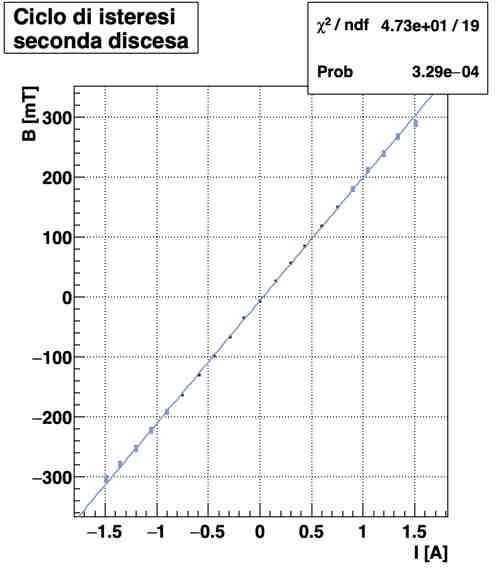 Ciclo di isteresi
seconda discesa
χ² / ndf 4.73e+01 / 19
Prob 3.29e−04
B [mT]
300
200
100
0
−100
−200
−300
−1.5 −1 −0.5 0 0.5 1 1.5
I [A]